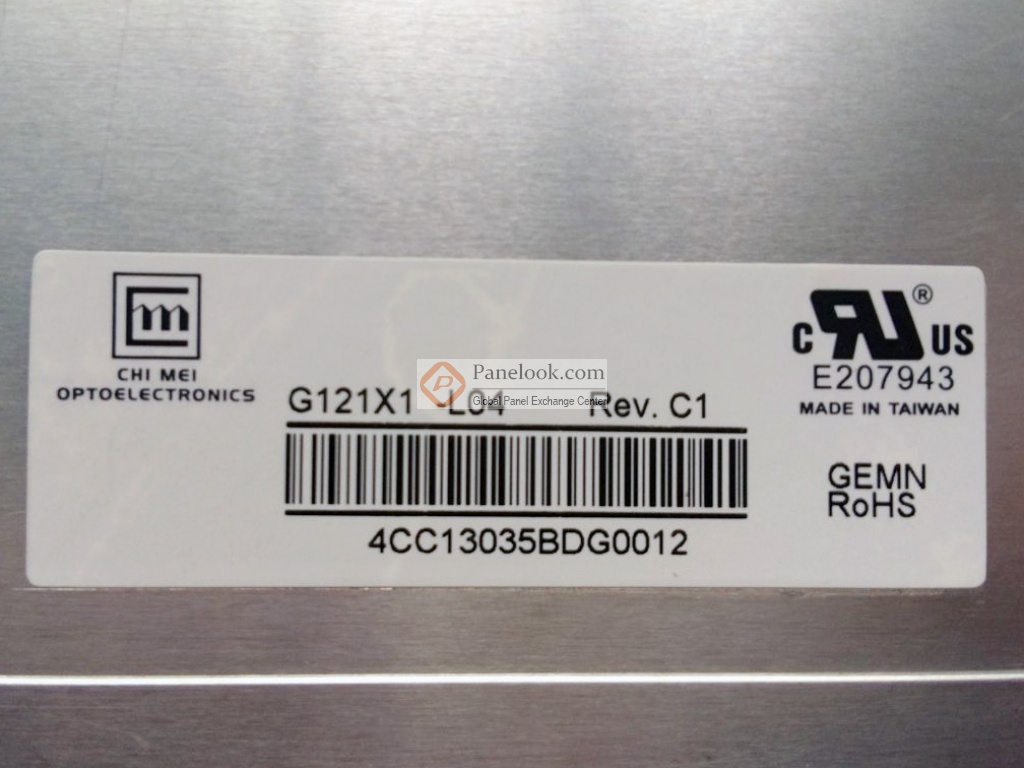 CHI MEI
OPTOELECTRONICS
G121X1 -L04 Rev. C1
Panelook.com
Global Panel Exchange Center
4CC13035BDG0012
C RU ® US
E207943
MADE IN TAIWAN
GEMN
RoHS